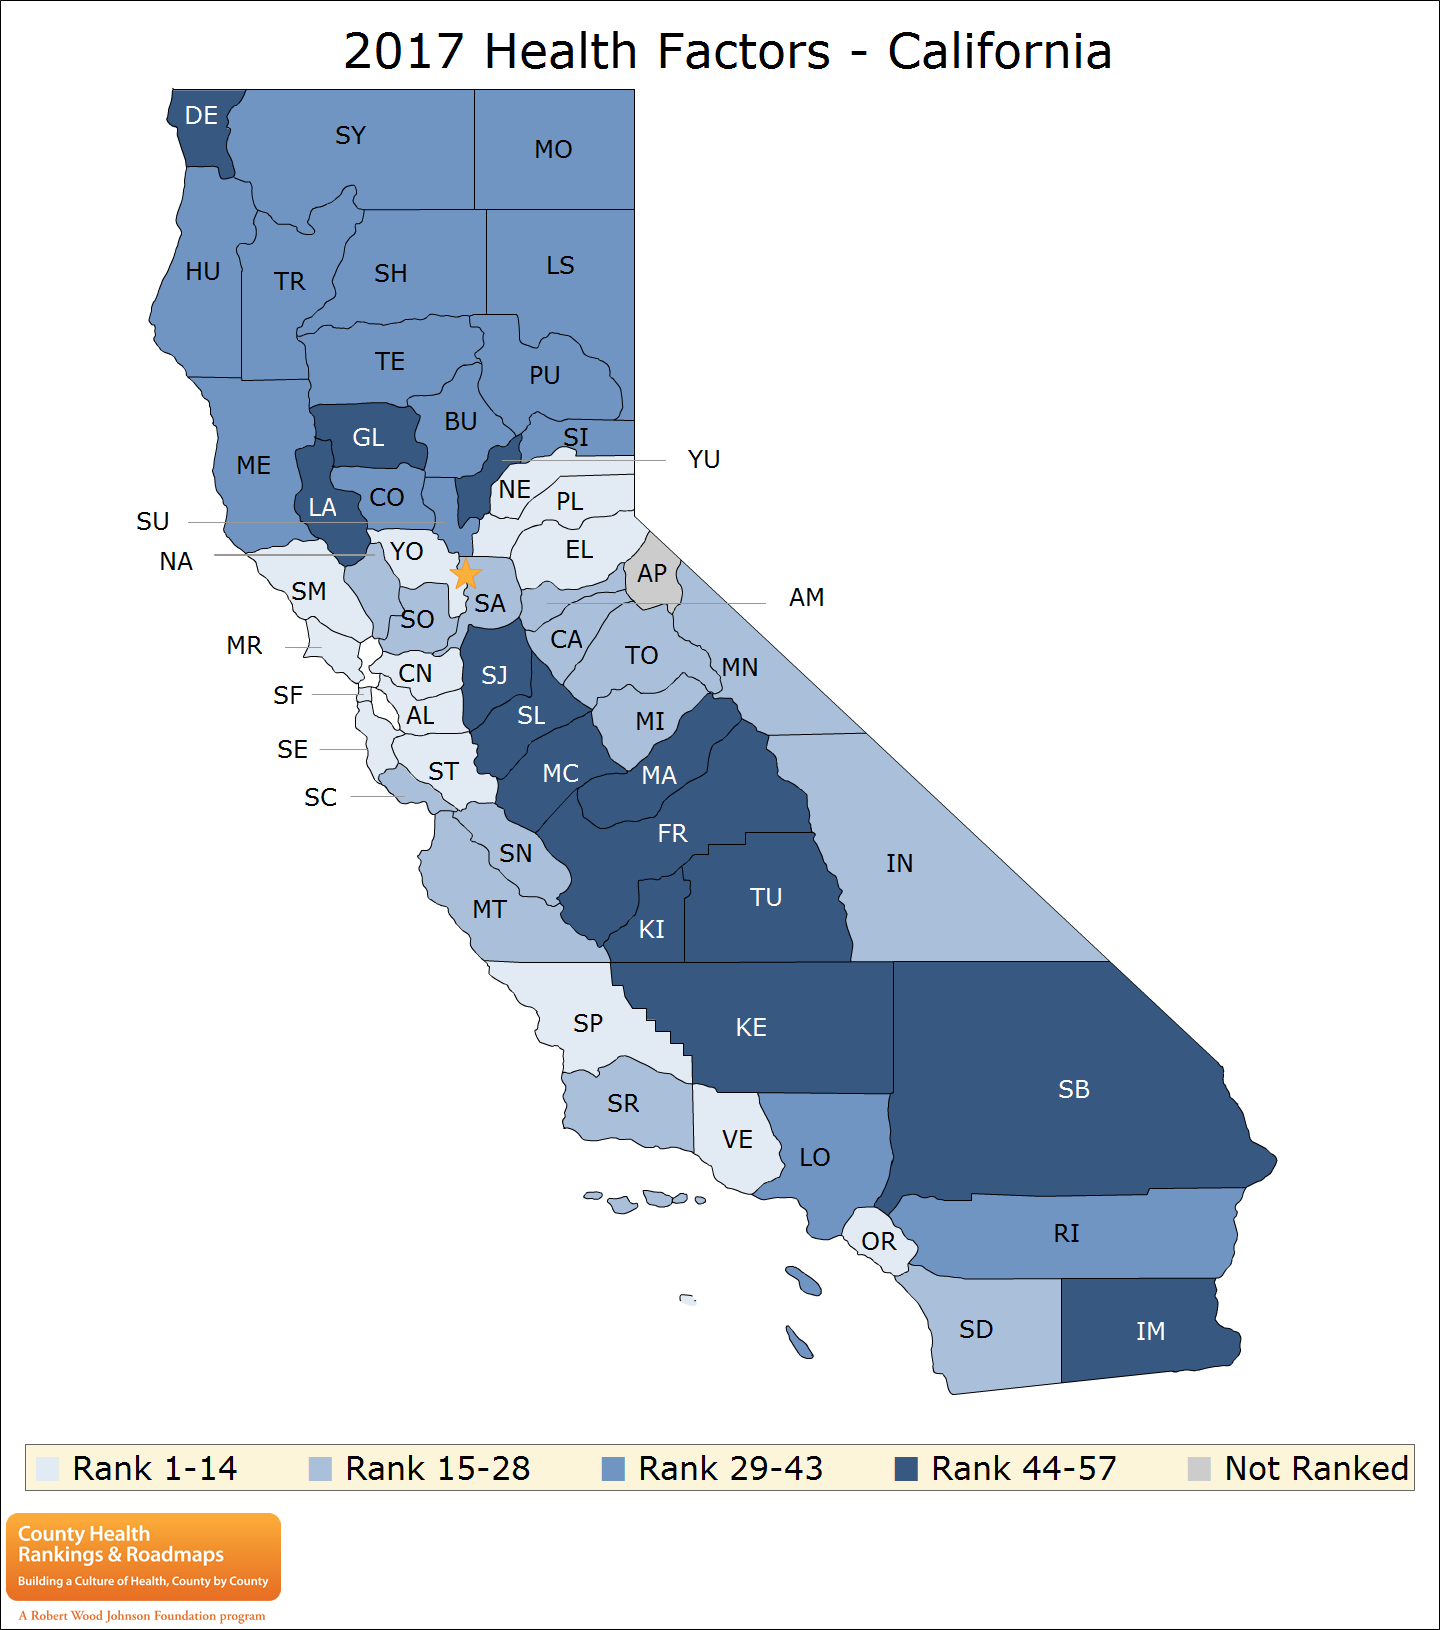 2017 Health Factors - California
DE
SY
MO
HU
TR
SH
LS
TE
PU
BU
GL
SI
ME
YU
NE
CO
PL
LA
SU
NA
YO
EL
AP
SM
AM
SA
SO
CA
MR
TO
MN
CN
SJ
SF
AL
SL
MI
SE
ST
MC
MA
SC
FR
SN
IN
TU
MT
KI
SP
KE
SB
SR
VE
LO
RI
OR
SD
IM
Rank 1-14 Rank 15-28 Rank 29-43 Rank 44-57 Not Ranked
County Health
Rankings & Roadmaps
Building a Culture of Health, County by County
A Robert Wood Johnson Foundation program